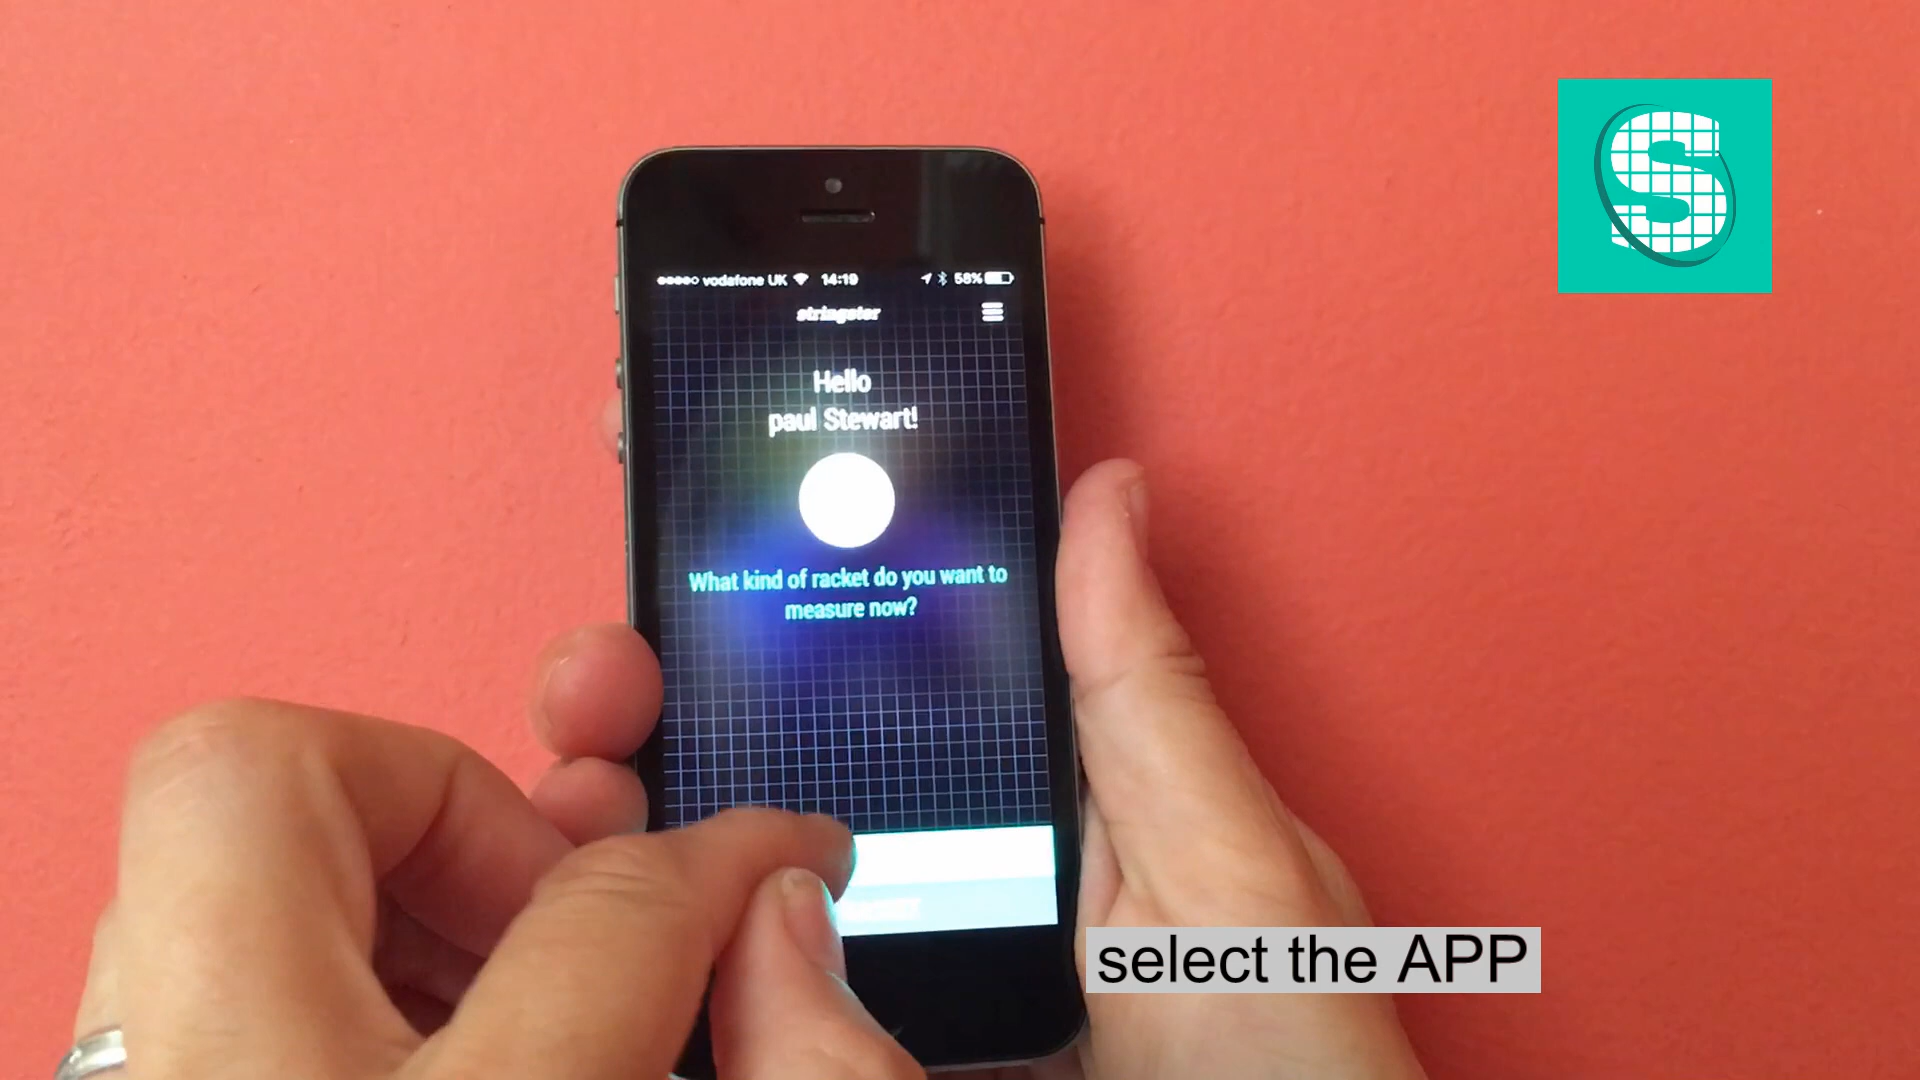 vodafone UK 14:19 58%
stringster
Hello
paul Stewart!
What kind of racket do you want to
measure now?
select the APP